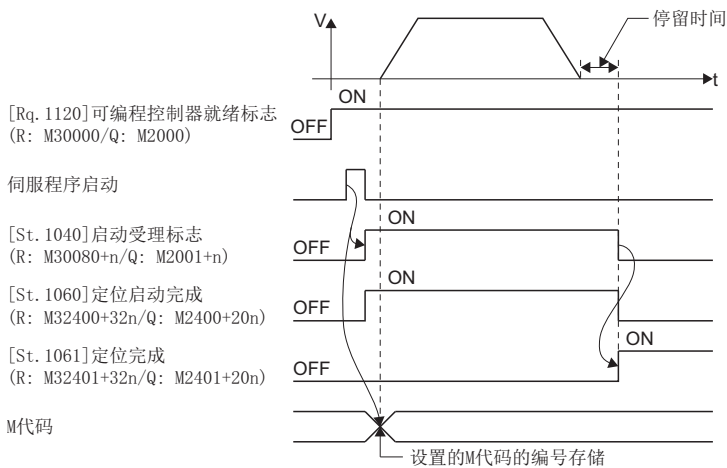 V
停留时间
t
[Rq.1120]可编程控制器就绪标志
(R: M30000/Q: M2000)
ON
OFF
伺服程序启动
[St.1040]启动受理标志
(R: M30080+n/Q: M2001+n)
ON
OFF
[St.1060]定位启动完成
(R: M32400+32n/Q: M2400+20n)
ON
OFF
[St.1061]定位完成
(R: M32401+32n/Q: M2401+20n)
ON
OFF
M代码
设置的M代码的编号存储